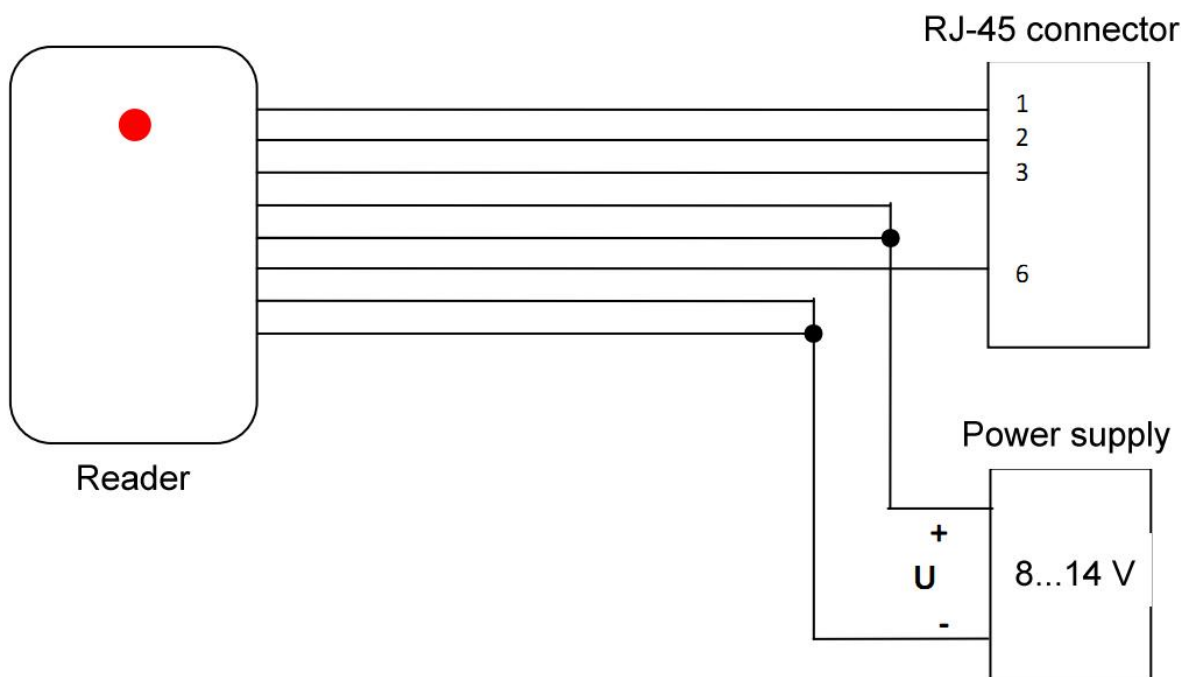 RJ-45 connector
1
2
3
6
Reader
Power supply
+
U
8...14 V
-